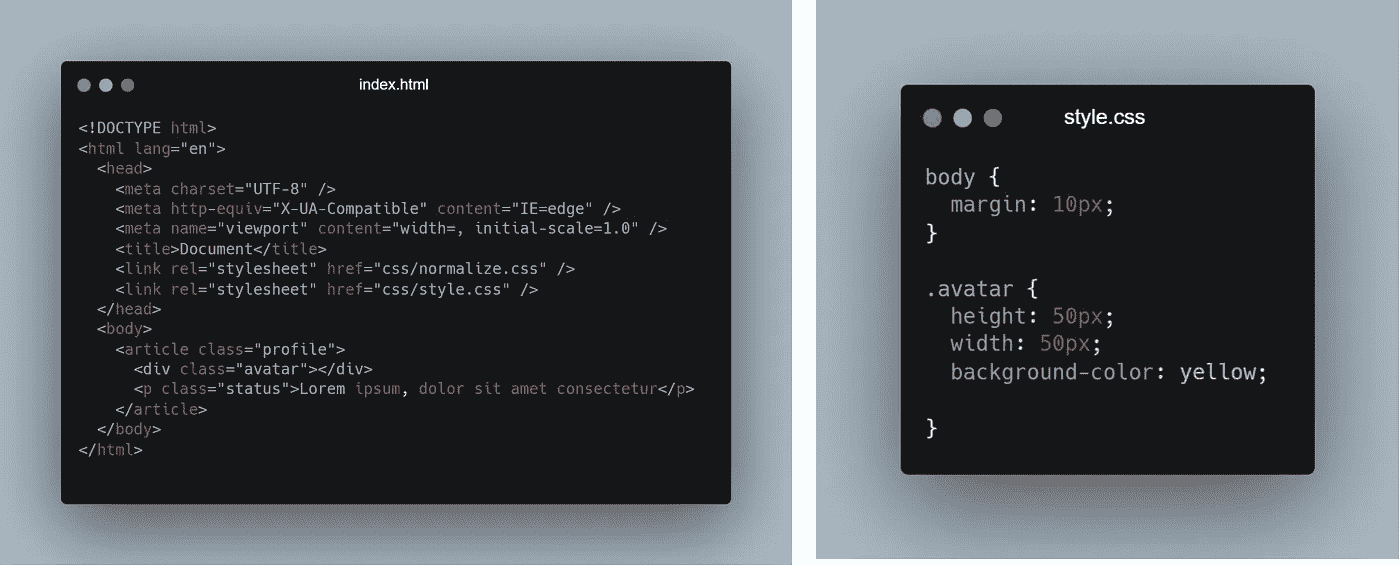 index.html
<!DOCTYPE html>
<html lang="en">
  <head>
    <meta charset="UTF-8" />
    <meta http-equiv="X-UA-Compatible" content="IE=edge" />
    <meta name="viewport" content="width=, initial-scale=1.0" />
    <title>Document</title>
    <link rel="stylesheet" href="css/normalize.css" />
    <link rel="stylesheet" href="css/style.css" />
  </head>
  <body>
    <article class="profile">
      <div class="avatar"></div>
      <p class="status">Lorem ipsum, dolor sit amet consectetur</p>
    </article>
  </body>
</html>
style.css
body {
  margin: 10px;
}
.avatar {
  height: 50px;
  width: 50px;
  background-color: yellow;
}